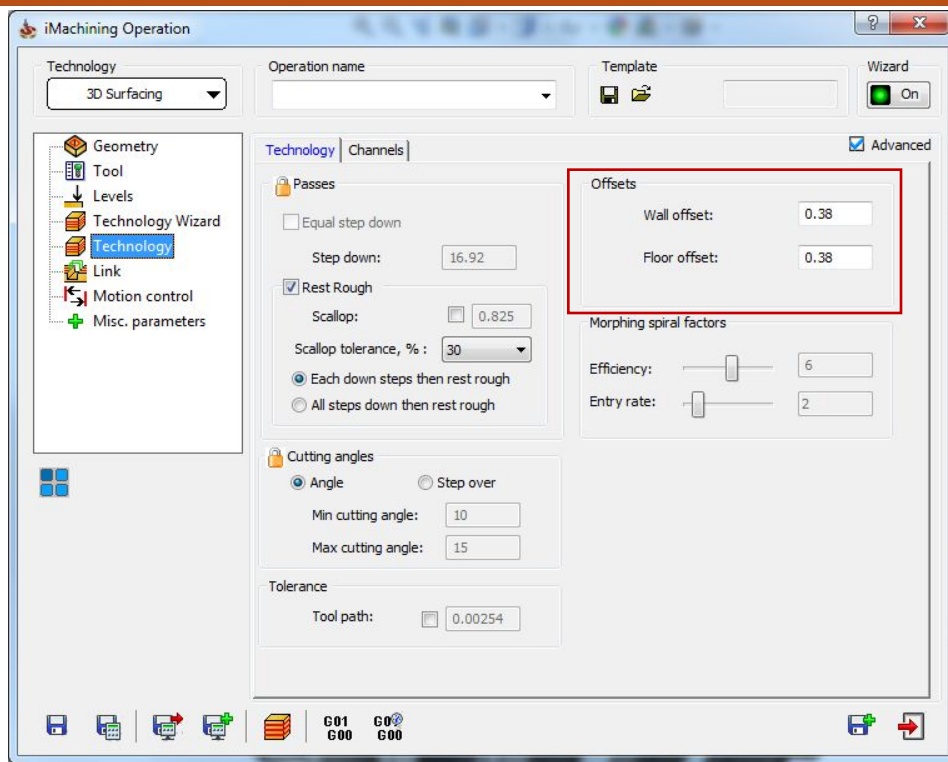 iMachining Operation
Technology
3D Surfacing
Operation name
Template
Wizard
On
Geometry
Tool
Levels
Technology Wizard
Technology
Link
Motion control
Misc. parameters
Technology
Channels
Advanced
Passes
Equal step down
Step down: 16.92
Rest Rough
Scallop: 0.825
Scallop tolerance, % : 30
Each down steps then rest rough
All steps down then rest rough
Cutting angles
Angle
Step over
Min cutting angle: 10
Max cutting angle: 15
Tolerance
Tool path: 0.00254
Offsets
Wall offset: 0.38
Floor offset: 0.38
Morphing spiral factors
Efficiency: 6
Entry rate: 2
G01
G00
G0?
G00